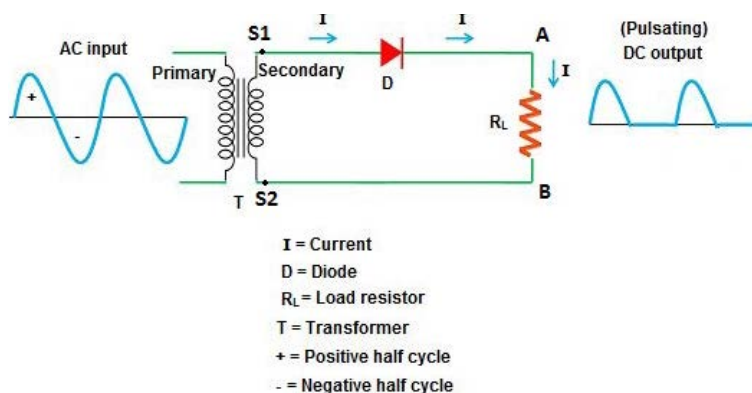 AC input
S1
I
I
A
(Pulsating)
DC output
Primary
Secondary
D
I
+
-
RL
T
S2
B
I = Current
D = Diode
RL= Load resistor
T = Transformer
+ = Positive half cycle
- = Negative half cycle